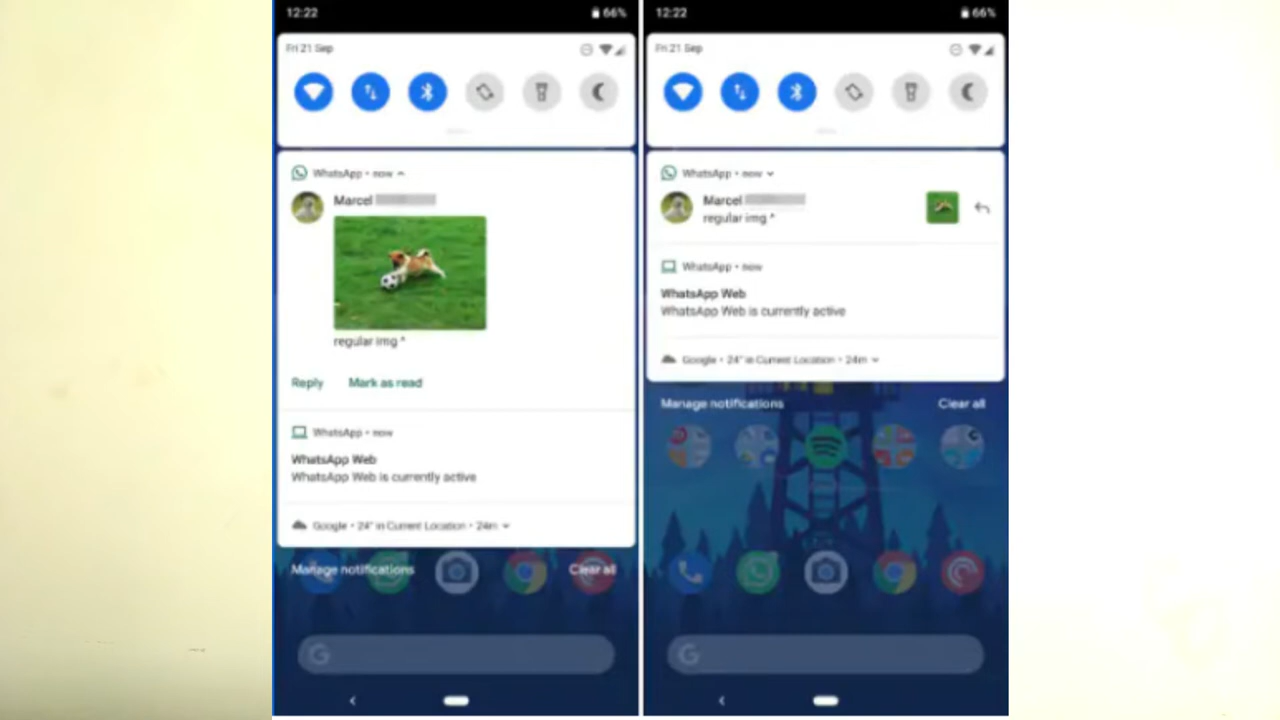 12:22
66%
Fri 21 Sep
WhatsApp • now
Marcel
regular img ^
Reply Mark as read
WhatsApp • now
WhatsApp Web
WhatsApp Web is currently active
Google • 24° in Current Location • 24m
Manage notifications Clear all
G
12:22
66%
Fri 21 Sep
WhatsApp • now
Marcel
regular img ^
WhatsApp • now
WhatsApp Web
WhatsApp Web is currently active
Google • 24° in Current Location • 24m
Manage notifications Clear all
G